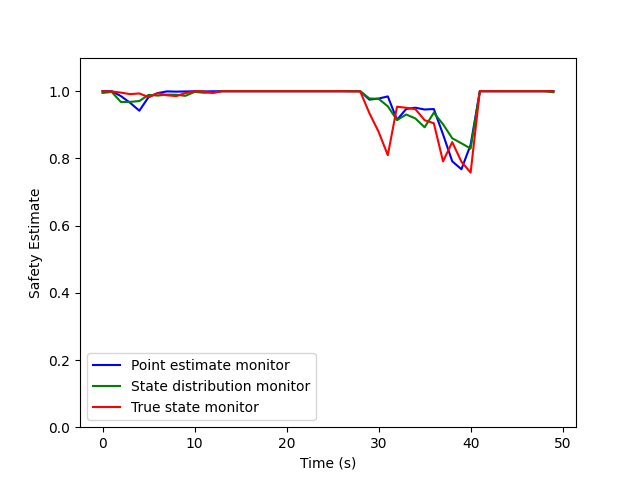 1.0
0.8
0.6
0.4
0.2
0.0
Safety Estimate
Point estimate monitor
State distribution monitor
True state monitor
0 10 20 30 40 50
Time (s)